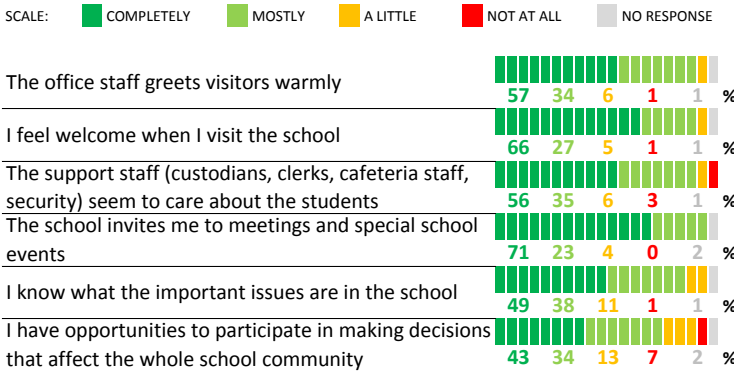 SCALE: COMPLETELY MOSTLY A LITTLE NOT AT ALL NO RESPONSE
The office staff greets visitors warmly
57 34 6 1 1 %
I feel welcome when I visit the school
66 27 5 1 1 %
The support staff (custodians, clerks, cafeteria staff,
security) seem to care about the students
56 35 6 3 1 %
The school invites me to meetings and special school
events
71 23 4 0 2 %
I know what the important issues are in the school
49 38 11 1 1 %
I have opportunities to participate in making decisions
that affect the whole school community
43 34 13 7 2 %